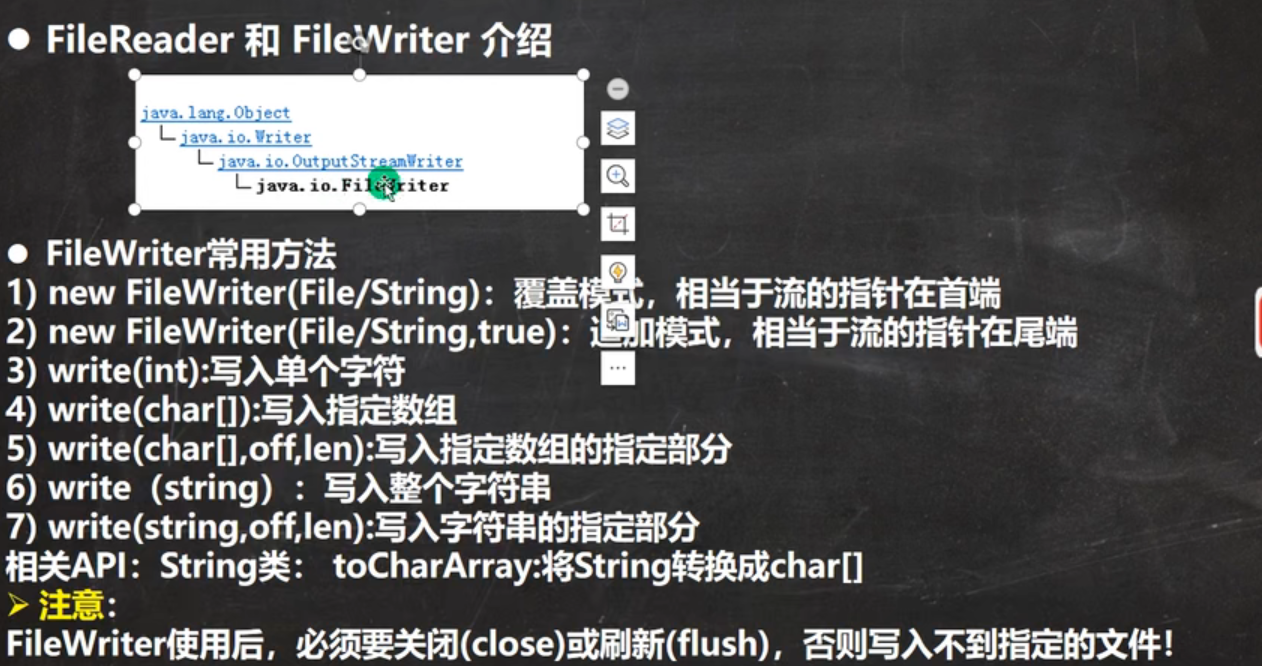 ● FileReader 和 FileWriter 介绍
java.lang.Object
java.io.Writer
java.io.OutputStreamWriter
java.io.FileWriter
● FileWriter常用方法
1) new FileWriter(File/String)：覆盖模式，相当于流的指针在首端
2) new FileWriter(File/String,true)：追加模式，相当于流的指针在尾端
3) write(int):写入单个字符
4) write(char[]):写入指定数组
5) write(char[],off,len):写入指定数组的指定部分
6) write（string）：写入整个字符串
7) write(string,off,len):写入字符串的指定部分
相关API：String类： toCharArray:将String转换成char[]
➢ 注意：
FileWriter使用后，必须要关闭(close)或刷新(flush)，否则写入不到指定的文件！